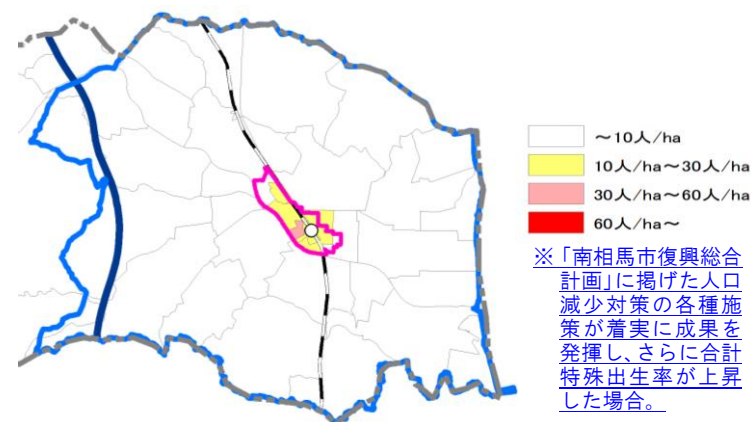 ～10人/ha
10人/ha～30人/ha
30人/ha～60人/ha
60人/ha～
※「南相馬市復興総合
計画」に掲げた人口
減少対策の各種施
策が着実に成果を
発揮し、さらに合計
特殊出生率が上昇
した場合。